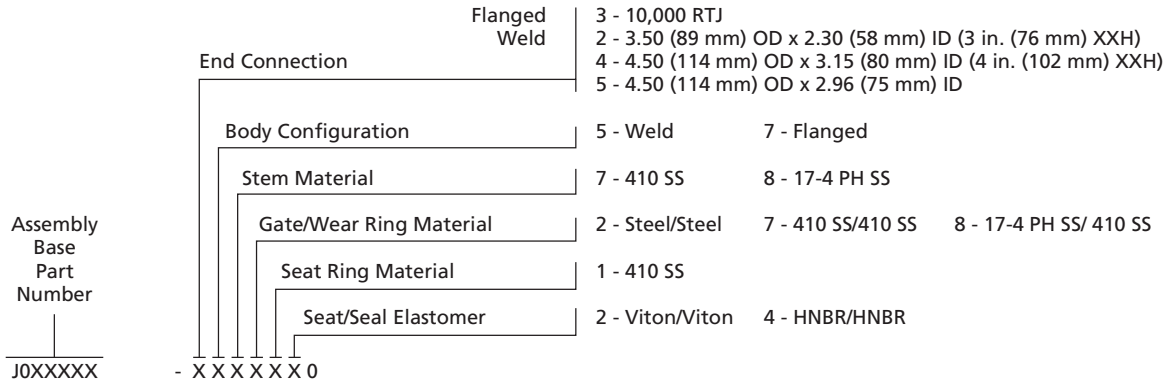 Flanged 3 - 10,000 RTJ
Weld 2 - 3.50 (89 mm) OD x 2.30 (58 mm) ID (3 in. (76 mm) XXH)
4 - 4.50 (114 mm) OD x 3.15 (80 mm) ID (4 in. (102 mm) XXH)
End Connection 5 - 4.50 (114 mm) OD x 2.96 (75 mm) ID
Body Configuration 5 - Weld 7 - Flanged
Stem Material 7 - 410 SS 8 - 17-4 PH SS
Gate/Wear Ring Material 2 - Steel/Steel 7 - 410 SS/410 SS 8 - 17-4 PH SS/ 410 SS
Seat Ring Material 1 - 410 SS
Seat/Seal Elastomer 2 - Viton/Viton 4 - HNBR/HNBR
Assembly
Base
Part
Number
J0XXXXX - X X X X X X 0